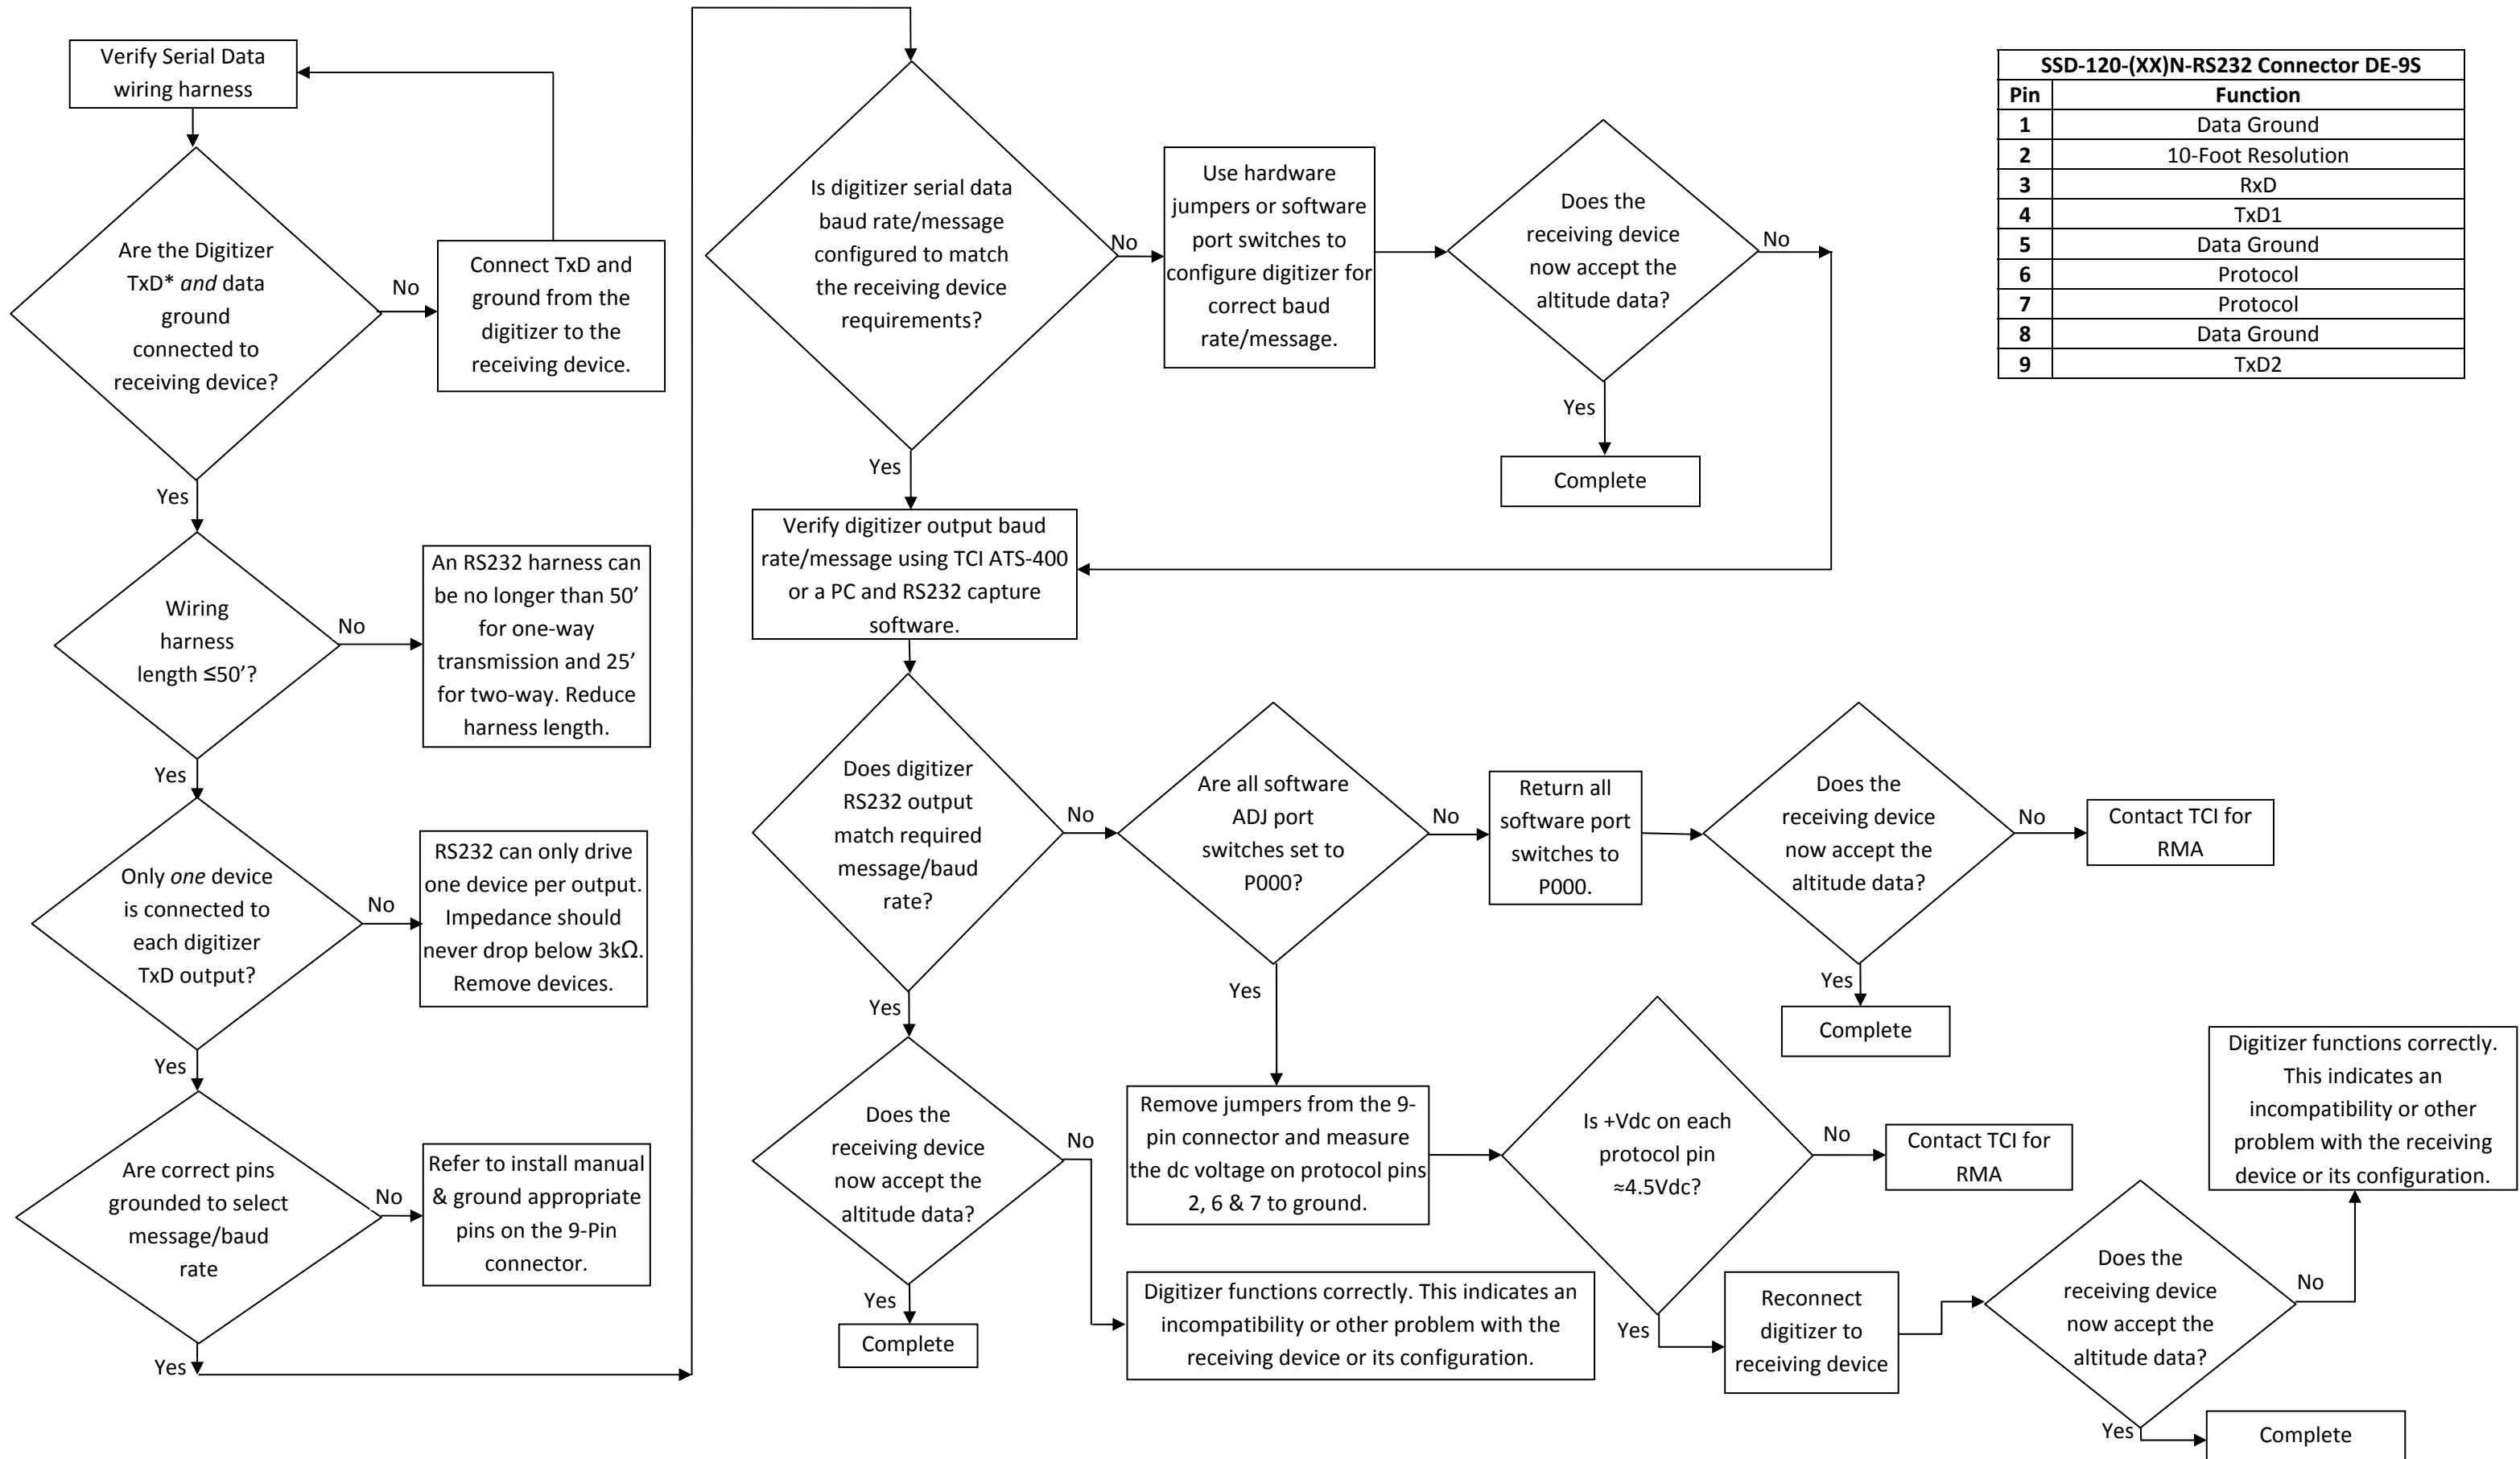 Verify Serial Data
wiring harness
Are the Digitizer
TxD* and data
ground
connected to
receiving device?
No
Connect TxD and
ground from the
digitizer to the
receiving device.
Yes
Wiring
harness
length ≤50’?
No
An RS232 harness can
be no longer than 50’
for one-way
transmission and 25’
for two-way. Reduce
harness length.
Yes
Only one device
is connected to
each digitizer
TxD output?
No
RS232 can only drive
one device per output.
Impedance should
never drop below 3kΩ.
Remove devices.
Yes
Are correct pins
grounded to select
message/baud
rate
No
Refer to install manual
& ground appropriate
pins on the 9-Pin
connector.
Yes
Is digitizer serial data
baud rate/message
configured to match
the receiving device
requirements?
No
Use hardware
jumpers or software
port switches to
configure digitizer for
correct baud
rate/message.
Does the
receiving device
now accept the
altitude data?
No
Yes
Complete
Yes
Verify digitizer output baud
rate/message using TCI ATS-400
or a PC and RS232 capture
software.
Does digitizer
RS232 output
match required
message/baud
rate?
No
Are all software
ADJ port
switches set to
P000?
No
Return all
software port
switches to
P000.
Does the
receiving device
now accept the
altitude data?
No
Contact TCI for
RMA
Yes
Complete
Yes
Remove jumpers from the 9-
pin connector and measure
the dc voltage on protocol pins
2, 6 & 7 to ground.
Is +Vdc on each
protocol pin
≈4.5Vdc?
No
Contact TCI for
RMA
Yes
Reconnect
digitizer to
receiving device
Does the
receiving device
now accept the
altitude data?
No
Digitizer functions correctly.
This indicates an
incompatibility or other
problem with the receiving
device or its configuration.
Yes
Complete
Yes
Does the
receiving device
now accept the
altitude data?
No
Digitizer functions correctly. This indicates an
incompatibility or other problem with the
receiving device or its configuration.
Yes
Complete
SSD-120-(XX)N-RS232 Connector DE-9S
Pin Function
1 Data Ground
2 10-Foot Resolution
3 RxD
4 TxD1
5 Data Ground
6 Protocol
7 Protocol
8 Data Ground
9 TxD2